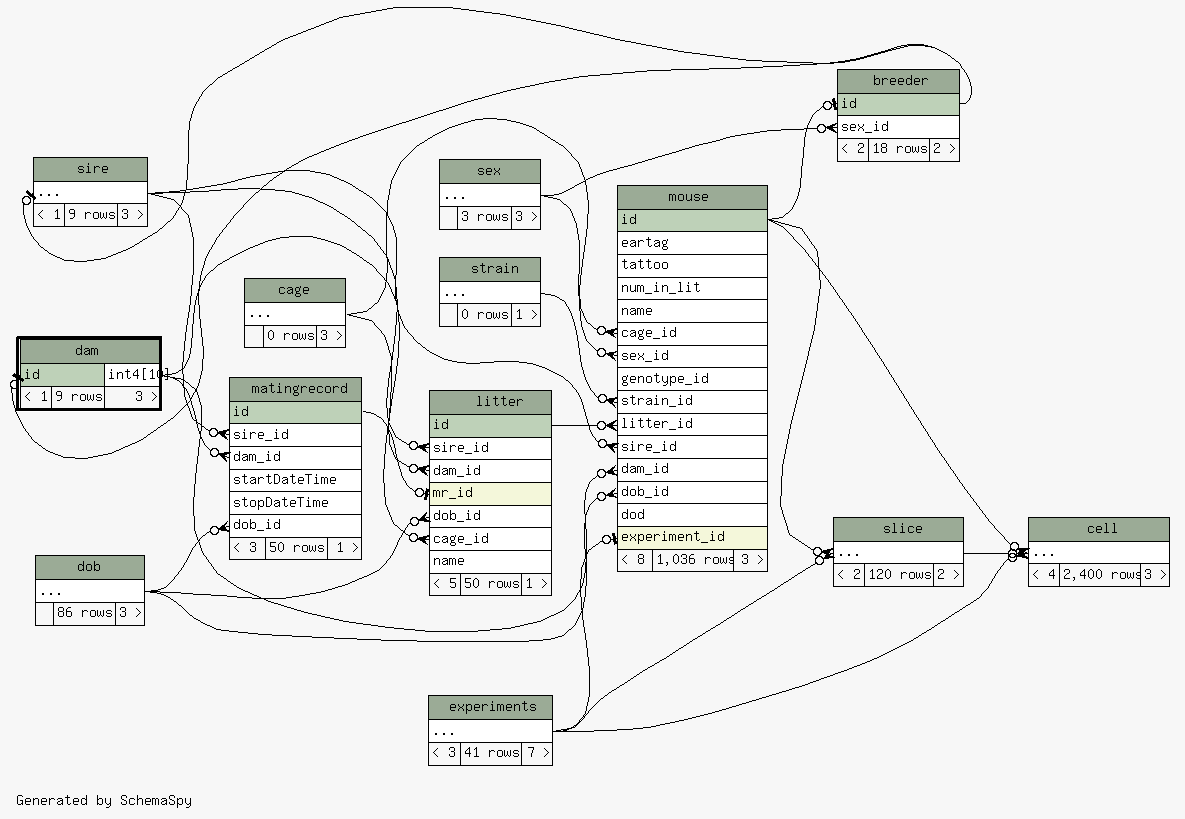 breeder
id
sex_id
< 2 18 rows 2 >
sire
...
< 1 9 rows 3 >
sex
...
3 rows 3 >
mouse
id
eartag
tattoo
num_in_lit
name
cage_id
sex_id
genotype_id
strain_id
litter_id
sire_id
dam_id
dob_id
dod
experiment_id
< 8 1,036 rows 3 >
strain
...
0 rows 1 >
cage
...
0 rows 3 >
dam
id int4[10]
< 1 9 rows 3 >
matingrecord
id
sire_id
dam_id
startDateTime
stopDateTime
dob_id
< 3 50 rows 1 >
litter
id
sire_id
dam_id
mr_id
dob_id
cage_id
name
< 5 50 rows 1 >
slice
...
< 2 120 rows 2 >
cell
...
< 4 2,400 rows 3 >
dob
...
86 rows 3 >
experiments
...
< 3 41 rows 7 >
Generated by SchemaSpy